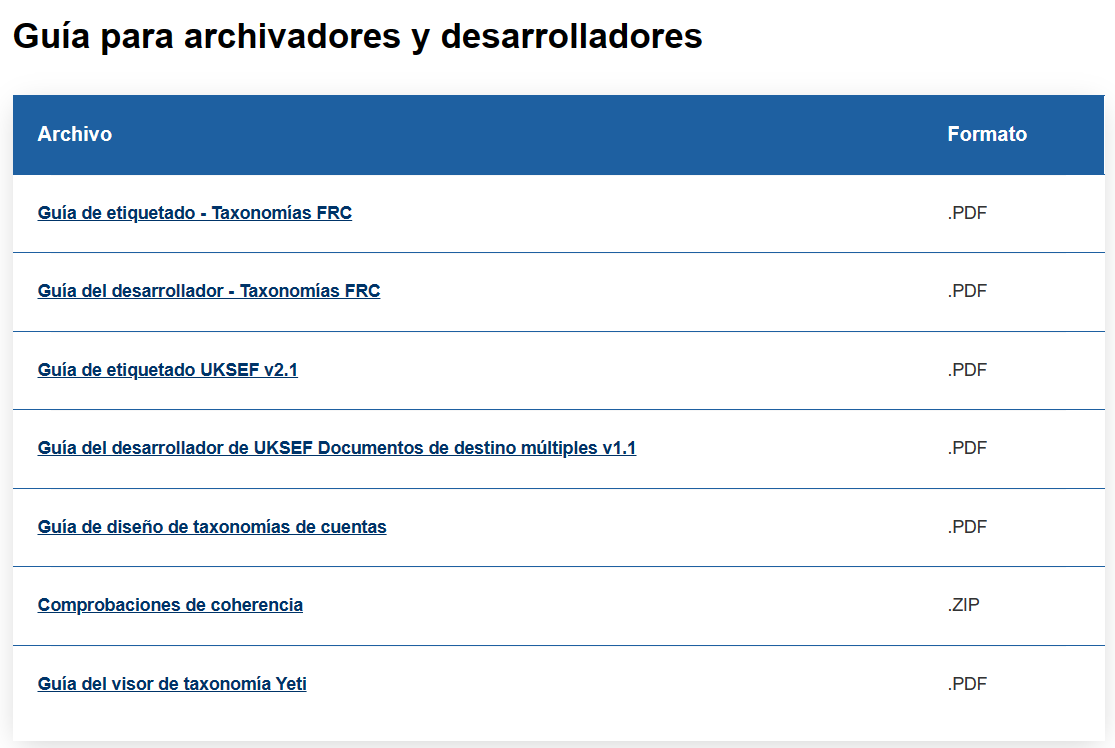 Guía para archivadores y desarrolladores
Archivo Formato
Guía de etiquetado - Taxonomías FRC .PDF
Guía del desarrollador - Taxonomías FRC .PDF
Guía de etiquetado UKSEF v2.1 .PDF
Guía del desarrollador de UKSEF Documentos de destino múltiples v1.1 .PDF
Guía de diseño de taxonomías de cuentas .PDF
Comprobaciones de coherencia .ZIP
Guía del visor de taxonomía Yeti .PDF